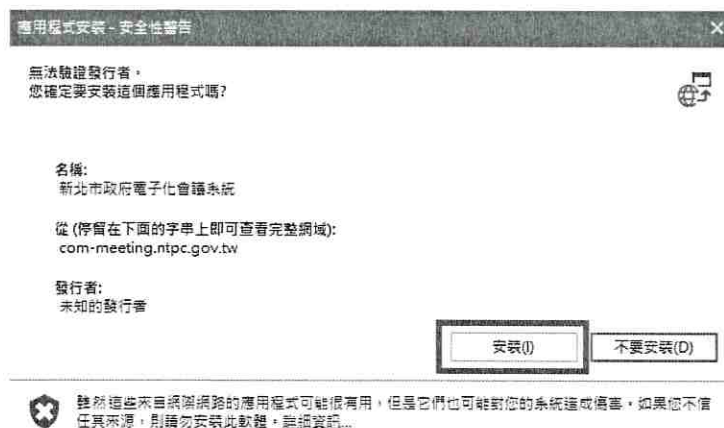 應用程式安裝 - 安全性警告
無法驗證發行者。
您確定要安裝這個應用程式嗎?
名稱:
新北市政府電子化會議系統
從 (停留在下面的字串上即可查看完整網域):
com-meeting.ntpc.gov.tw
發行者:
未知的發行者
安裝(I)
不要安裝(D)
雖然這些來自網際網路的應用程式可能很有用,但是它們也可能對您的系統造成傷害。如果您不信
任其來源,則請勿安裝此軟體。詳細資訊...